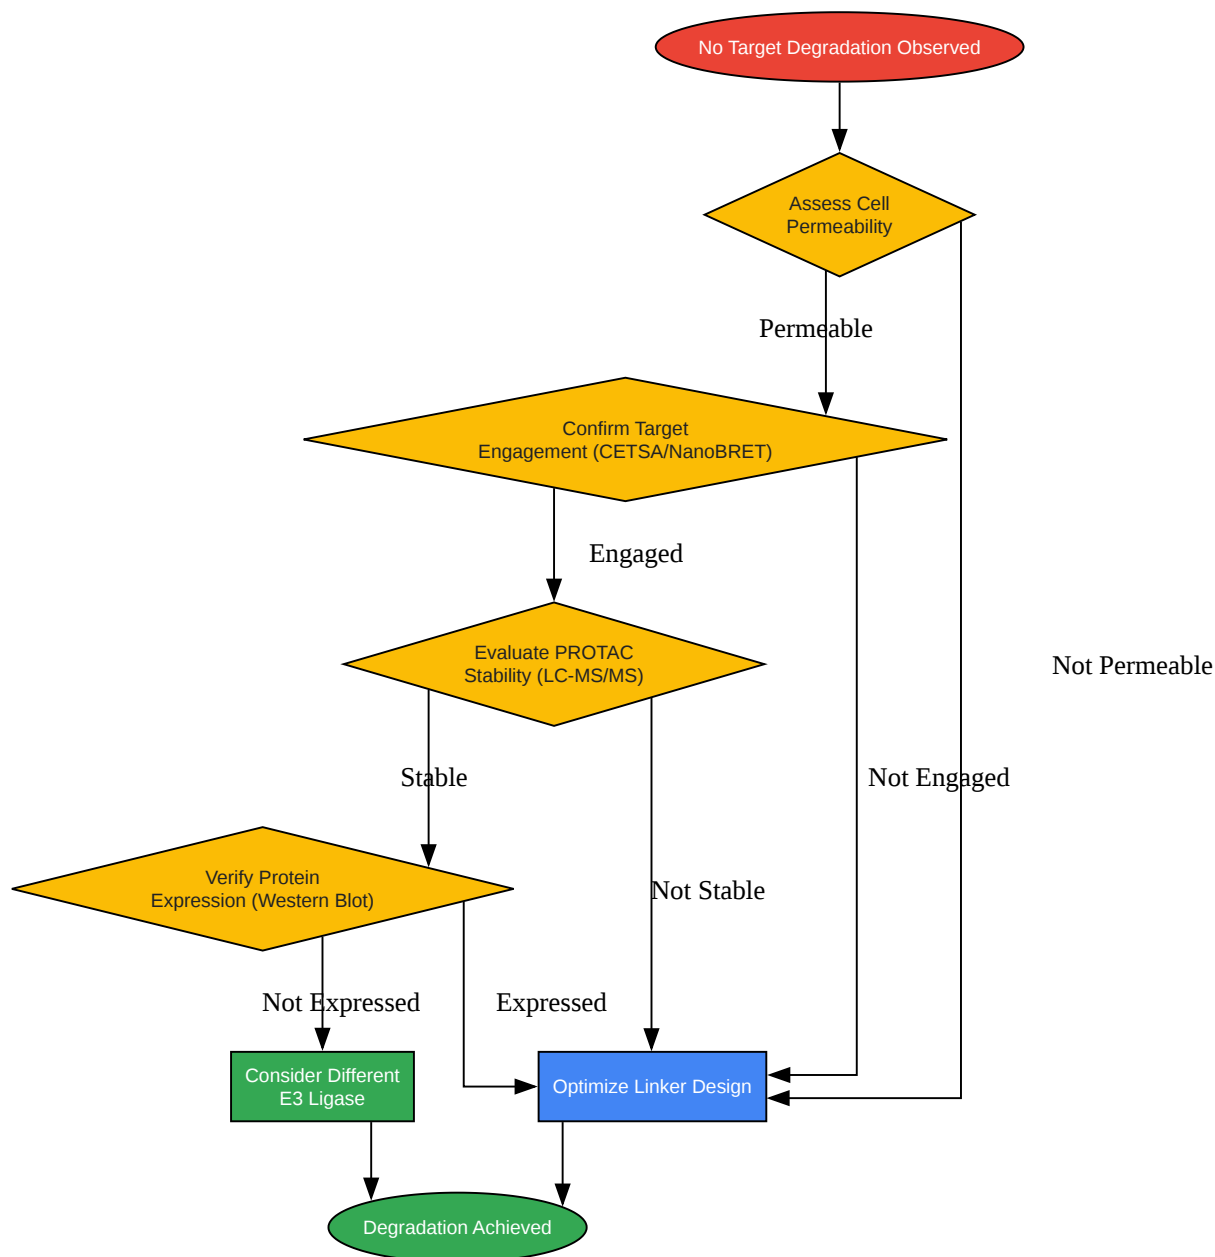 No Target Degradation Observed
Assess Cell
Permeability
Permeable
Confirm Target
Engagement (CETSA/NanoBRET)
Engaged
Evaluate PROTAC
Stability (LC-MS/MS)
Not Permeable
Stable
Not Engaged
Verify Protein
Expression (Western Blot)
Not Stable
Not Expressed
Expressed
Consider Different
E3 Ligase
Optimize Linker Design
Degradation Achieved